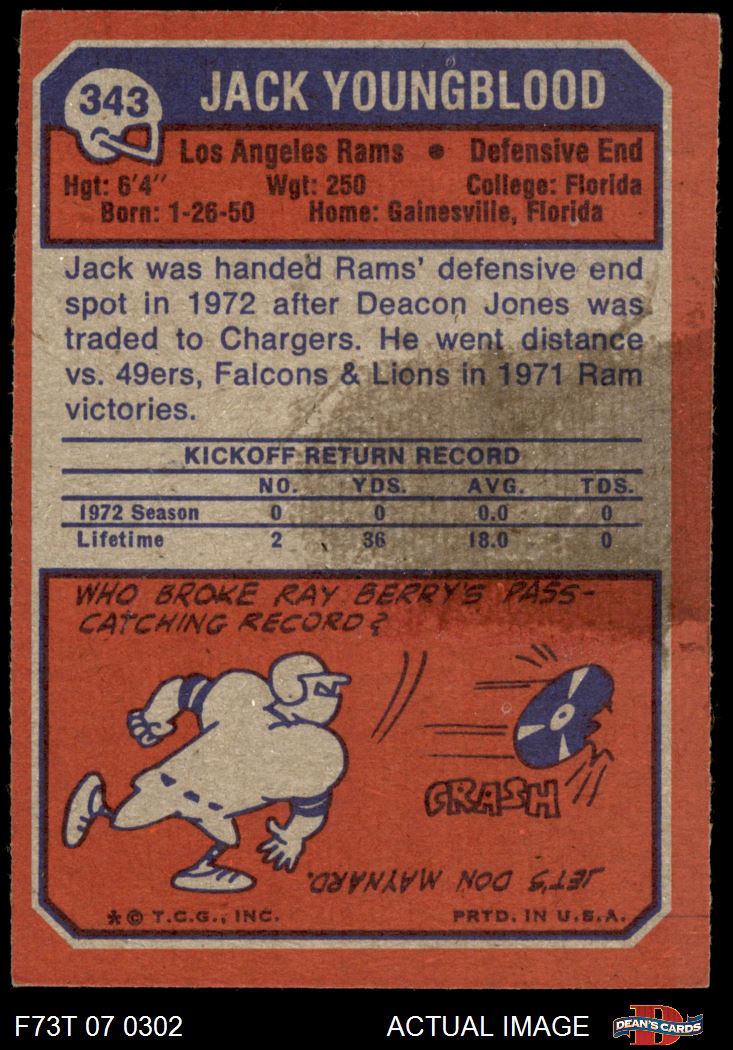 343
JACK YOUNGBLOOD
Los Angeles Rams • Defensive End
Hgt: 6'4" Wgt: 250 College: Florida
Born: 1-26-50 Home: Gainesville, Florida
Jack was handed Rams' defensive end
spot in 1972 after Deacon Jones was
traded to Chargers. He went distance
vs. 49ers, Falcons & Lions in 1971 Ram
victories.
KICKOFF RETURN RECORD
NO. YDS. AVG. TDS.
1972 Season 0 0 0.0 0
Lifetime 2 36 18.0 0
WHO BROKE RAY BERRY'S PASS-
CATCHING RECORD?
CRASH
JETS DON MAYNARD.
* © T.C.G., INC. PRTD. IN U.S.A.
F73T 07 0302 ACTUAL IMAGE D DEAN'S CARDS